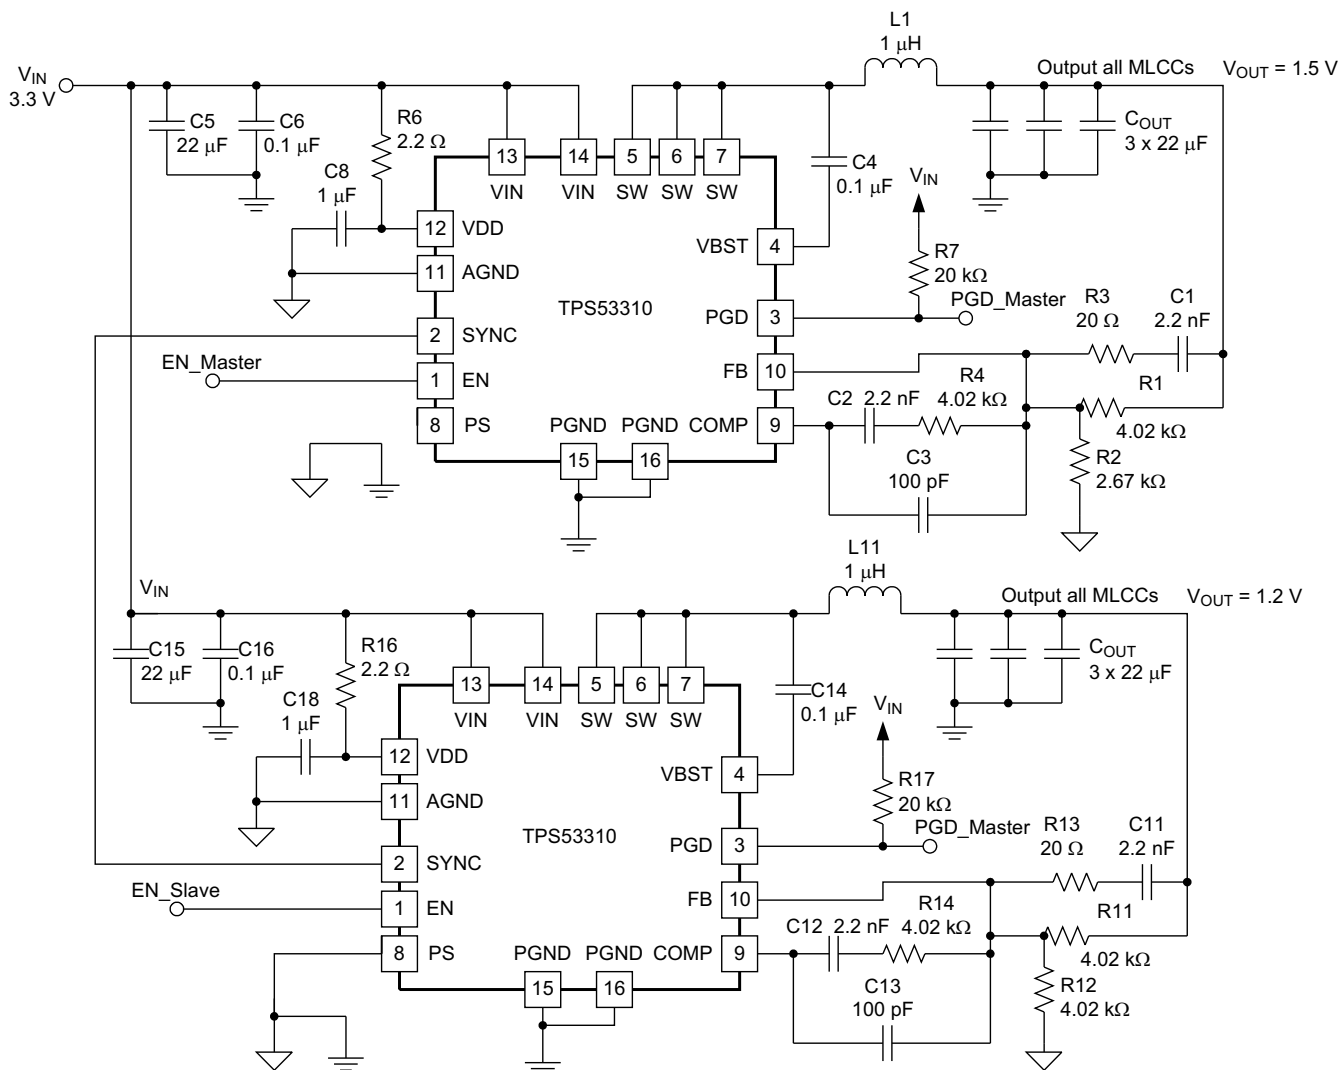 L1
1 μH
V_IN
3.3 V
Output all MLCCs
V_OUT = 1.5 V
C5
22 μF
C6
0.1 μF
R6
2.2 Ω
C_OUT
3 x 22 μF
C8
1 μF
13
14
5
6
7
VIN
VIN
SW
SW
SW
C4
0.1 μF
V_IN
12
VDD
VBST
4
R7
20 kΩ
11
AGND
TPS53310
PGD
3
PGD_Master
R3
20 Ω
C1
2.2 nF
2
SYNC
EN_Master
1
EN
FB
10
R4
4.02 kΩ
R1
4.02 kΩ
C2
2.2 nF
8
PS
PGND
PGND
COMP
9
15
16
C3
100 pF
R2
2.67 kΩ
L11
1 μH
V_IN
Output all MLCCs
V_OUT = 1.2 V
C15
22 μF
C16
0.1 μF
R16
2.2 Ω
C_OUT
3 x 22 μF
C18
1 μF
13
14
5
6
7
VIN
VIN
SW
SW
SW
C14
0.1 μF
V_IN
12
VDD
VBST
4
R17
20 kΩ
11
AGND
TPS53310
PGD
3
PGD_Master
R13
20 Ω
C11
2.2 nF
2
SYNC
EN_Slave
1
EN
FB
10
R14
4.02 kΩ
R11
4.02 kΩ
C12
2.2 nF
8
PS
PGND
PGND
COMP
9
15
16
C13
100 pF
R12
4.02 kΩ